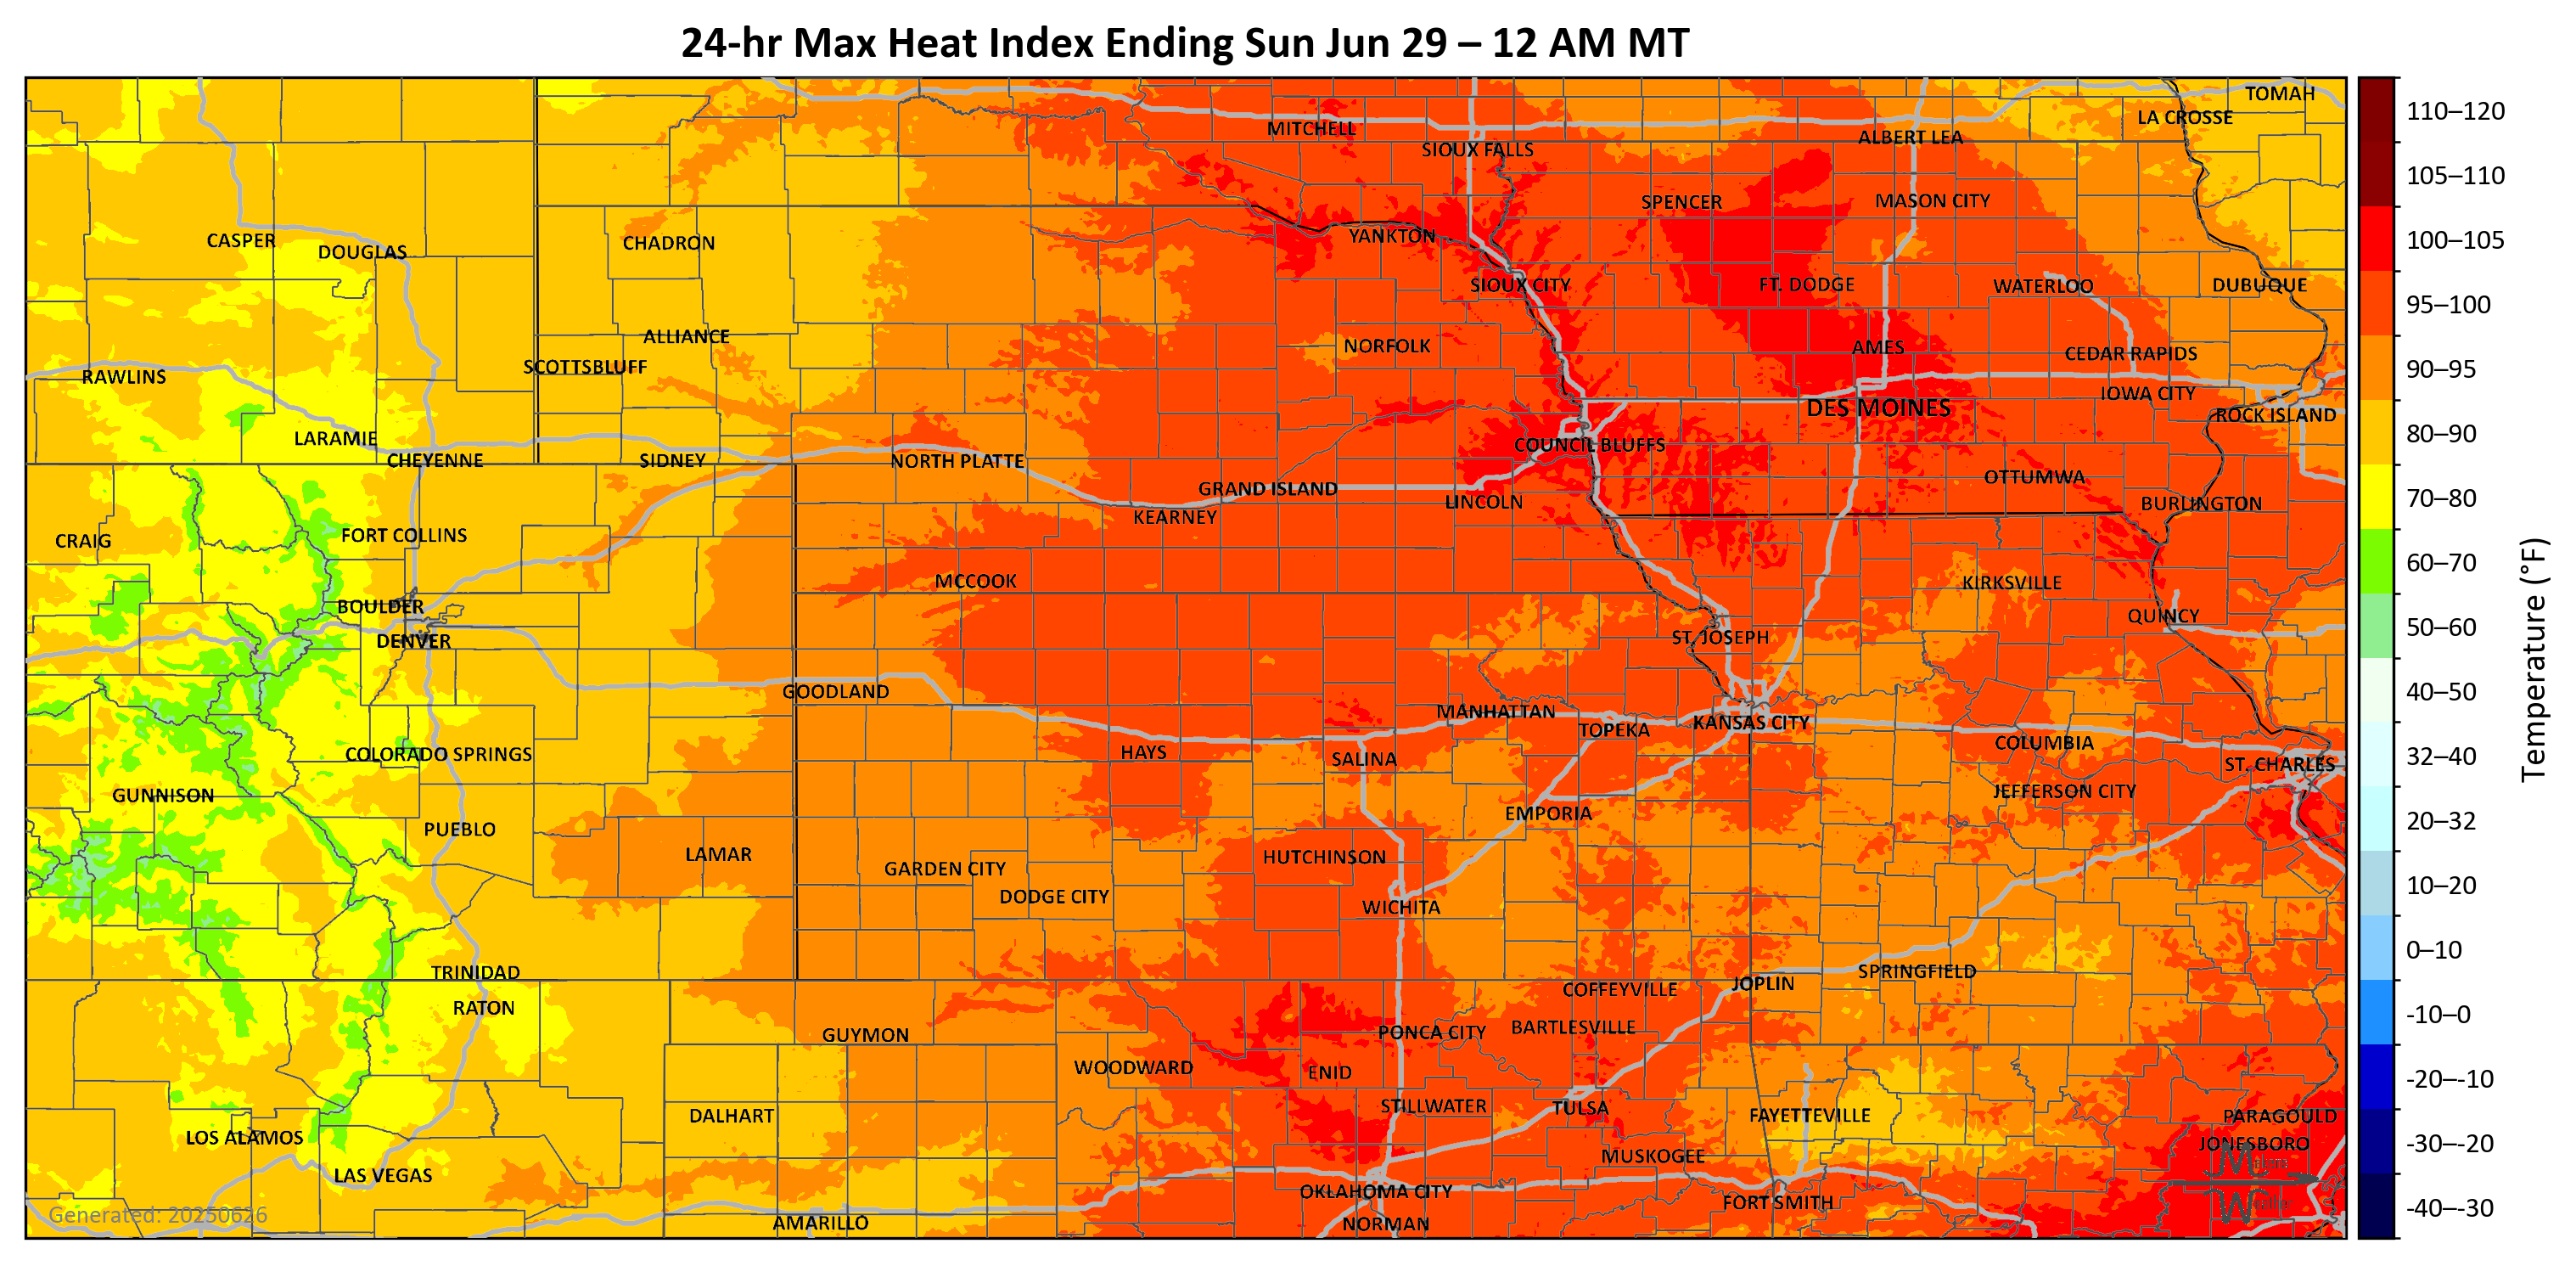 24-hr Max Heat Index Ending Sun Jun 29 – 12 AM MT
TOMAH
LA CROSSE
MITCHELL
ALBERT LEA
SIOUX FALLS
SPENCER
MASON CITY
CASPER
DOUGLAS
CHADRON
YANKTON
SIOUX CITY
FT. DODGE
WATERLOO
DUBUQUE
ALLIANCE
NORFOLK
AMES
CEDAR RAPIDS
SCOTTSBLUFF
RAWLINS
IOWA CITY
DES MOINES
ROCK ISLAND
LARAMIE
COUNCIL BLUFFS
CHEYENNE
SIDNEY
NORTH PLATTE
OTTUMWA
GRAND ISLAND
LINCOLN
BURLINGTON
KEARNEY
FORT COLLINS
CRAIG
MCCOOK
KIRKSVILLE
BOULDER
QUINCY
DENVER
ST. JOSEPH
GOODLAND
MANHATTAN
KANSAS CITY
TOPEKA
COLUMBIA
COLORADO SPRINGS
HAYS
SALINA
ST. CHARLES
JEFFERSON CITY
GUNNISON
EMPORIA
PUEBLO
LAMAR
HUTCHINSON
GARDEN CITY
DODGE CITY
WICHITA
TRINIDAD
SPRINGFIELD
JOPLIN
COFFEYVILLE
RATON
BARTLESVILLE
PONCA CITY
GUYMON
WOODWARD
ENID
STILLWATER
TULSA
DALHART
FAYETTEVILLE
PARAGOULD
LOS ALAMOS
JONESBORO
MUSKOGEE
LAS VEGAS
OKLAHOMA CITY
FORT SMITH
AMARILLO
NORMAN
Generated: 20250626
110–120
105–110
100–105
95–100
90–95
80–90
70–80
60–70
50–60
40–50
32–40
20–32
10–20
0–10
-10–0
-20–-10
-30–-20
-40–-30
Temperature (°F)